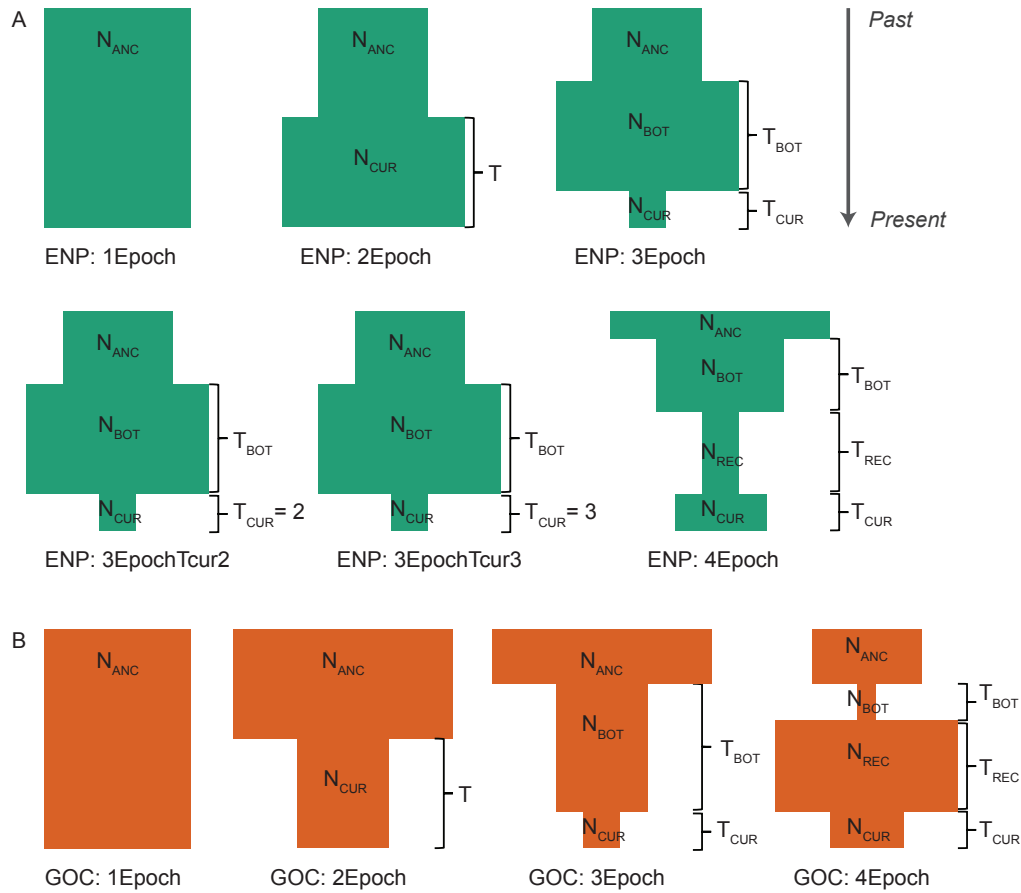 A
Past
N_ANC
N_ANC
N_ANC
N_BOT
T_BOT
N_CUR
T
N_CUR
T_CUR
Present
ENP: 1Epoch
ENP: 2Epoch
ENP: 3Epoch
N_ANC
N_ANC
N_ANC
N_BOT
T_BOT
N_BOT
T_BOT
N_BOT
T_BOT
N_REC
T_REC
N_CUR
T_CUR = 2
N_CUR
T_CUR = 3
N_CUR
T_CUR
ENP: 3EpochTcur2
ENP: 3EpochTcur3
ENP: 4Epoch
B
N_ANC
N_ANC
N_ANC
N_ANC
N_BOT
T_BOT
N_BOT
T_BOT
N_CUR
T
N_REC
T_REC
N_CUR
T_CUR
N_CUR
T_CUR
GOC: 1Epoch
GOC: 2Epoch
GOC: 3Epoch
GOC: 4Epoch